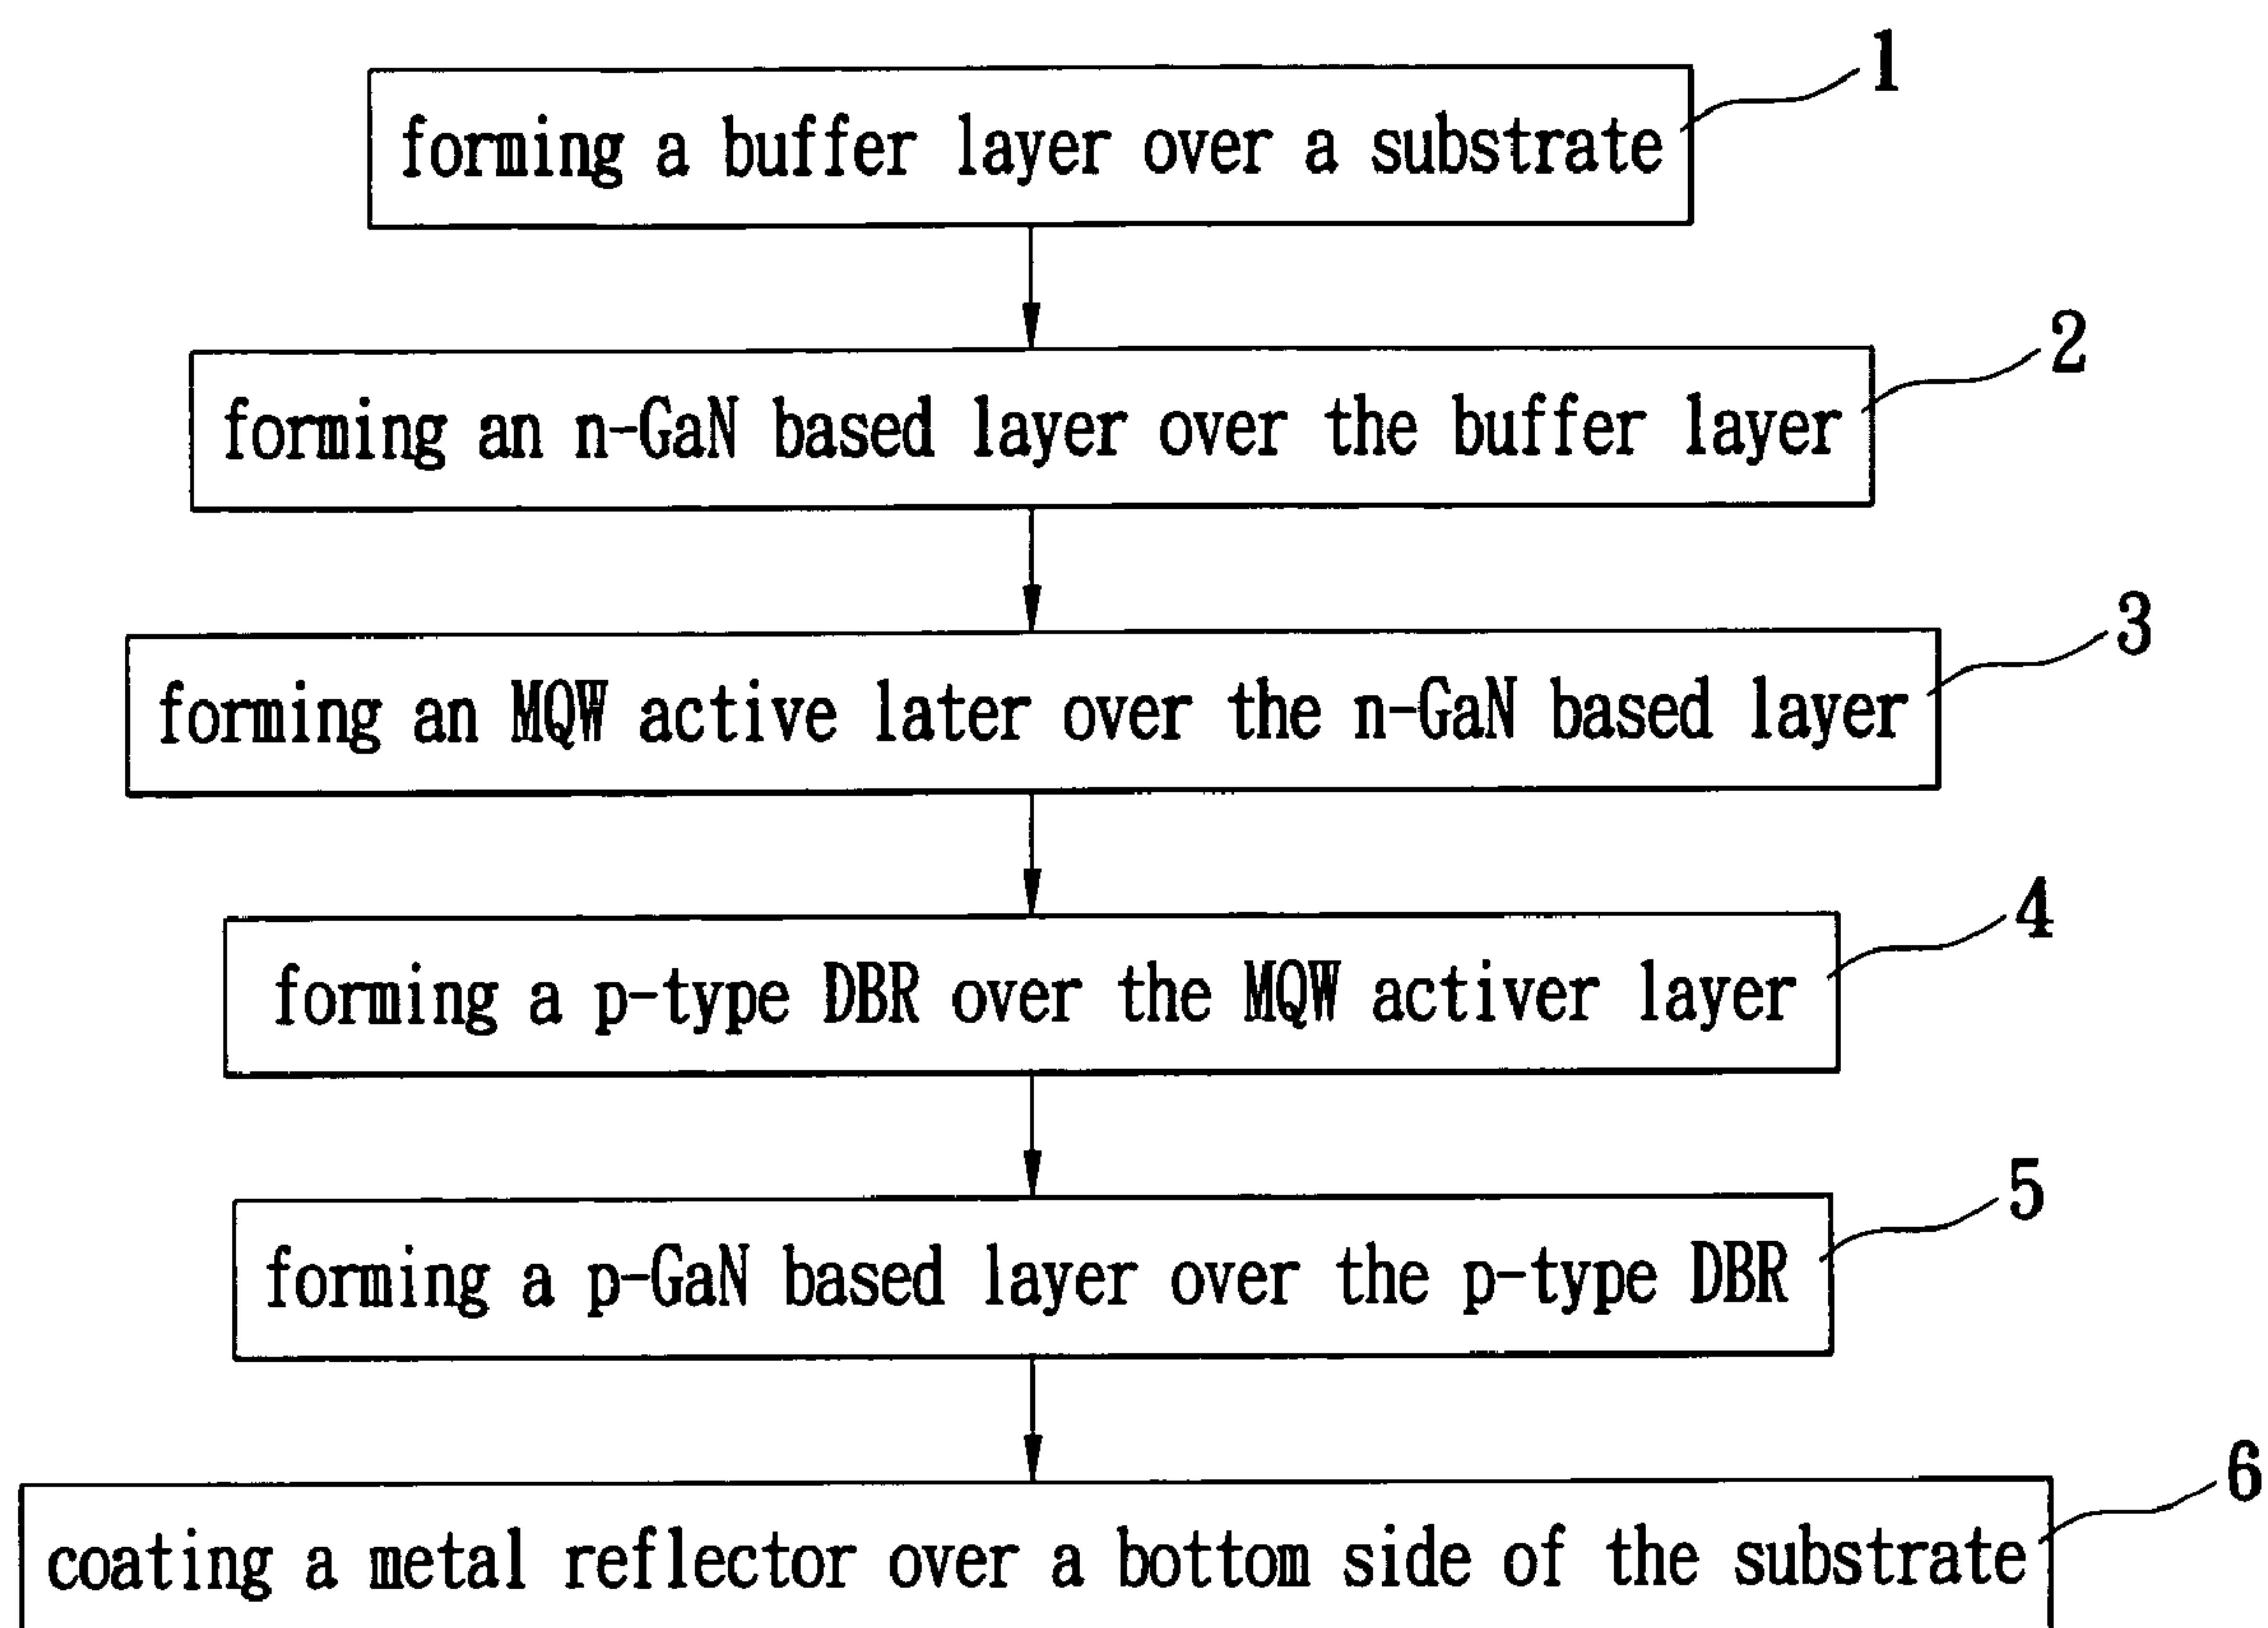 1
forming a buffer layer over a substrate
2
forming an n-GaN based layer over the buffer layer
3
forming an MQW active later over the n-GaN based layer
4
forming a p-type DBR over the MQW activer layer
5
forming a p-GaN based layer over the p-type DBR
6
coating a metal reflector over a bottom side of the substrate